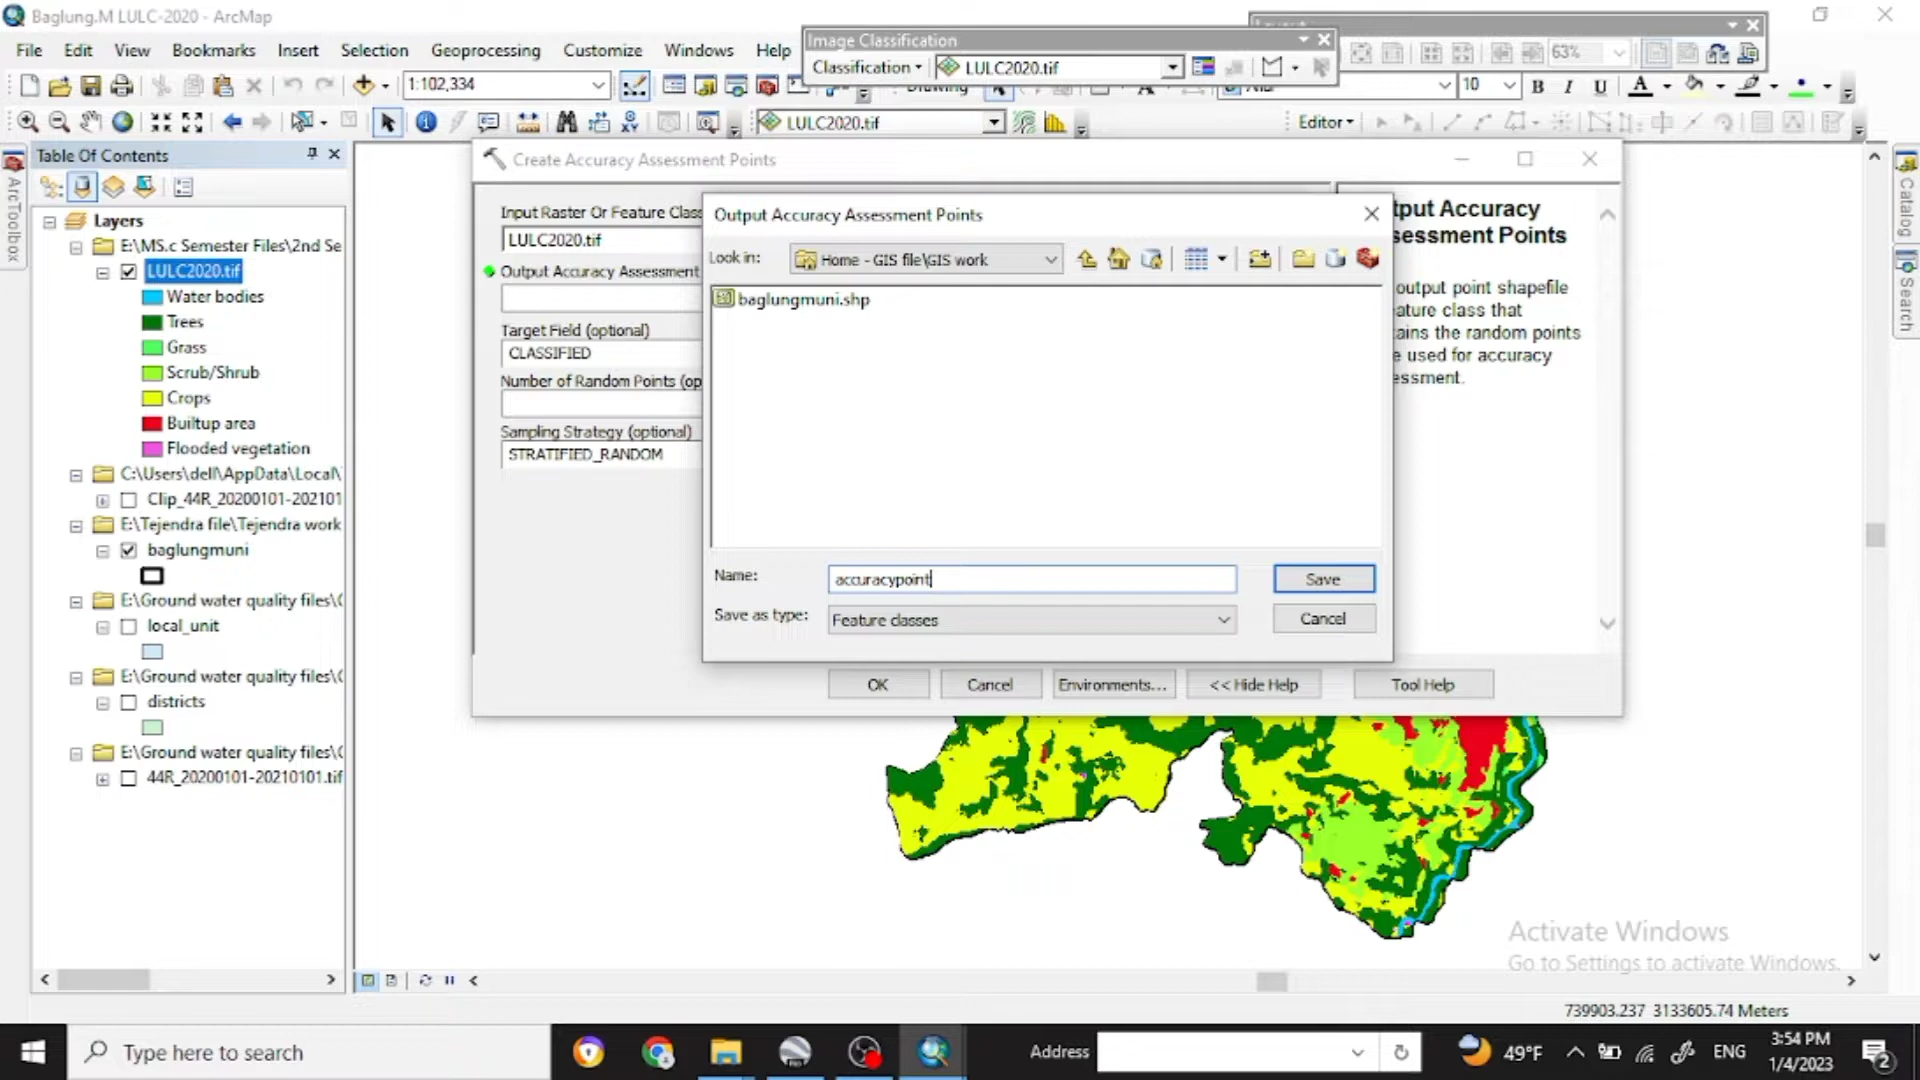 Baglung.M LULC-2020 - ArcMap
File Edit View Bookmarks Insert Selection Geoprocessing Customize Windows Help
Image Classification
Classification LULC2020.tif
63%
1:102,334
10 B I U A
LULC2020.tif
Editor
Table Of Contents
ArcToolbox
Catalog
Search
Layers
E:\MS.c Semester Files\2nd Se
LULC2020.tif
Water bodies
Trees
Grass
Scrub/Shrub
Crops
Builtup area
Flooded vegetation
C:\Users\dell\AppData\Local\
Clip_44R_20200101-202101
E:\Tejendra file\Tejendra work
baglungmuni
E:\Ground water quality files\
local_unit
E:\Ground water quality files\
districts
E:\Ground water quality files\
44R_20200101-20210101.tif
Create Accuracy Assessment Points
Input Raster Or Feature Class
LULC2020.tif
Output Accuracy Assessment
Target Field (optional)
CLASSIFIED
Number of Random Points (op
Sampling Strategy (optional)
STRATIFIED_RANDOM
Output Accuracy Assessment Points
Look in: Home - GIS file\GIS work
baglungmuni.shp
Name: accuracypoint
Save
Save as type: Feature classes
Cancel
tput Accuracy
sessment Points
output point shapefile
ature class that
ains the random points
e used for accuracy
essment.
OK Cancel Environments... << Hide Help Tool Help
Activate Windows
Go to Settings to activate Windows.
739903.237 3133605.74 Meters
Type here to search
Address
49°F
ENG
3:54 PM
1/4/2023
2